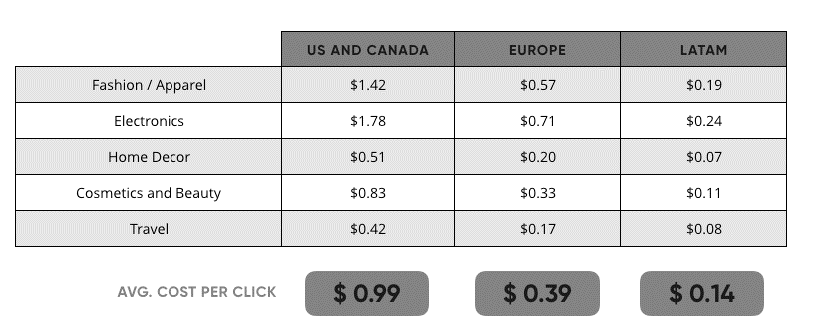 US AND CANADA EUROPE LATAM
Fashion / Apparel $1.42 $0.57 $0.19
Electronics $1.78 $0.71 $0.24
Home Decor $0.51 $0.20 $0.07
Cosmetics and Beauty $0.83 $0.33 $0.11
Travel $0.42 $0.17 $0.08
AVG. COST PER CLICK $ 0.99 $ 0.39 $ 0.14